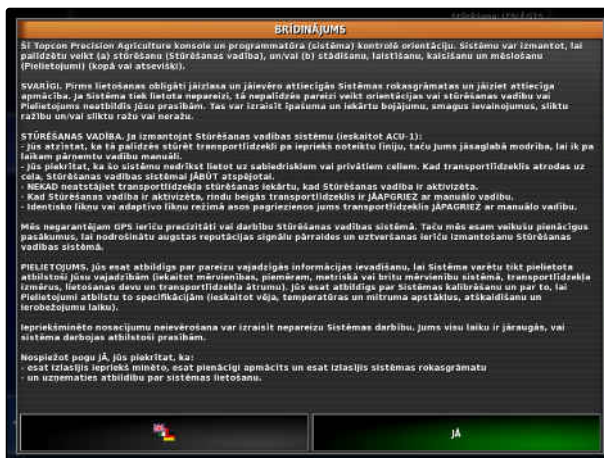 BRĪDINĀJUMS
Šī Topcon Precision Agriculture konsole un programmatūra (sistēma) kontrolē orientāciju. Sistēmu var izmantot, lai
palīdzētu veikt (a) stūrēšanu (Stūrēšanas vadība), un/vai (b) stādīšanu, laistīšanu, kaisīšanu un mēslošanu
(Pielietojumi) (kopā vai atsevišķi).
SVARĪGI. Pirms lietošanas obligāti jāizlasa un jāievēro attiecīgās Sistēmas rokasgrāmatas un jāiziet attiecīga
apmācība. Ja Sistēma tiek lietota nepareizi, tā nepalīdzēs pareizi veikt orientācijas vai stūrēšanas vadību vai
Pielietojums neatbildīs Jūsu prasībām. Tas var izraisīt īpašuma un iekārtu bojājumu, smagus ievainojumus, sliktu
ražību un/vai sliktu ražu vai neražu.
STŪRĒŠANAS VADĪBA. Ja izmantojat Stūrēšanas vadības sistēmu (ieskaitot ACU-1):
- Jūs atzīstat, ka tā palīdzēs stūrēt transportlīdzekli pa iepriekš noteiktu līniju, taču Jums jāsaglabā modrība, lai ik pa
laikam pārņemtu vadību manuāli.
- Jūs piekrītat, ka šo sistēmu nedrīkst lietot uz sabiedriskiem vai privātiem ceļiem. Kad transportlīdzeklis atrodas uz
ceļa, Stūrēšanas vadības sistēmai JĀBŪT atspējotai.
- NEKAD neatstājiet transportlīdzekļa stūrēšanas iekārtu, kad Stūrēšanas vadība ir aktivizēta.
- Kad Stūrēšanas vadība ir aktivizēta, rindu beigās transportlīdzeklis ir JĀAPGRIEŽ ar manuālo vadību.
- Identisko līkņu vai adaptīvo līkņu režīmā asos pagriezienos jums transportlīdzeklis JĀPAGRIEŽ ar manuālo vadību.
Mēs negarantējam GPS ierīču precizitāti vai darbību Stūrēšanas vadības sistēmā. Taču mēs esam veikuši pienācīgus
pasākumus, lai nodrošinātu augstas reputācijas signālu pārraides un uztveršanas ierīču izmantošanu Stūrēšanas
vadības sistēmā.
PIELIETOJUMS. Jūs esat atbildīgs par pareizu vajadzīgās informācijas ievadīšanu, lai Sistēma varētu tikt pielietota
atbilstoši Jūsu vajadzībām (iekaitot mērvienības, piemēram, metriskā vai britu mērvienību sistēmā, transportlīdzekļa
izmērus, lietošanas devu un transportlīdzekļa ātrumu). Jūs esat atbildīgs par Sistēmas kalibrēšanu un par to, lai
Pielietojumi atbilstu to specifikācijām (ieskaitot vēja, temperatūras un mitruma apstākļus, atšķaidīšanu un
ierobežojumu laiku).
Iepriekšminēto nosacījumu neievērošana var izraisīt nepareizu Sistēmas darbību. Jums visu laiku ir jāraugās, vai
sistēma darbojas atbilstoši prasībām.
Nospiežot pogu JĀ, Jūs piekrītat, ka:
- esat izlasījis iepriekš minēto, esat pienācīgi apmācīts un esat izlasījis sistēmas rokasgrāmatu
- un uzņematies atbildību par sistēmas lietošanu.
JĀ